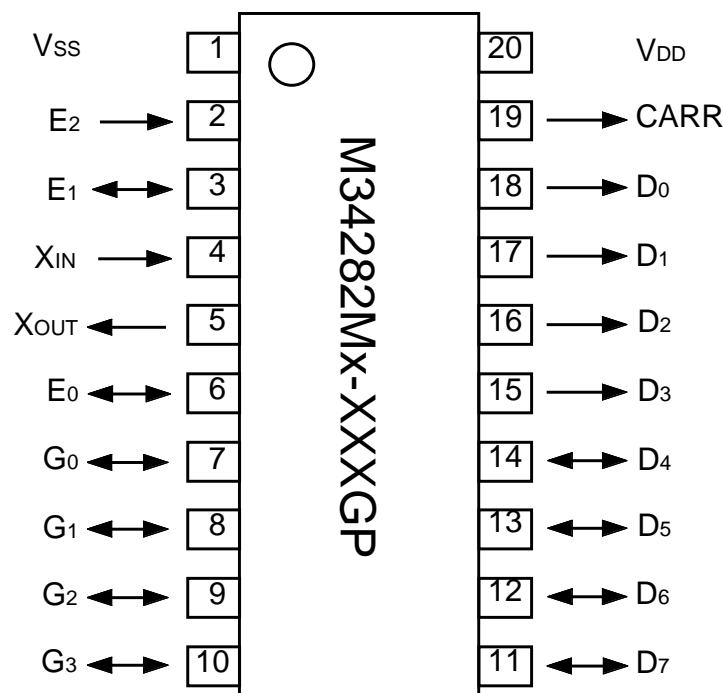 VSS 1 20 VDD
E2 2 19 CARR
E1 3 18 D0
XIN 4 17 D1
XOUT 5 16 D2
E0 6 15 D3
G0 7 14 D4
G1 8 13 D5
G2 9 12 D6
G3 10 11 D7
M34282Mx-XXXGP